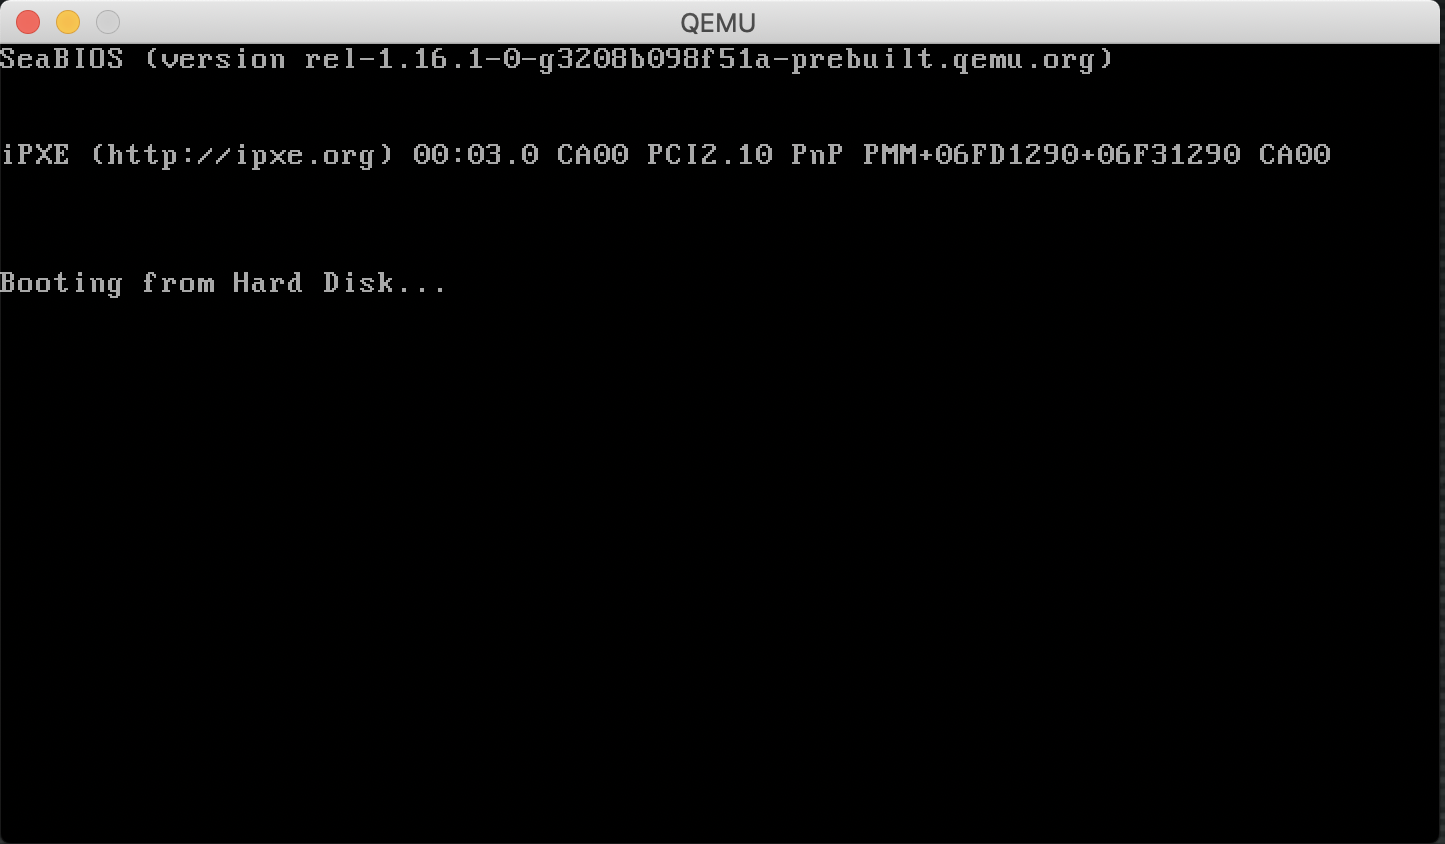 QEMU
SeaBIOS (version rel-1.16.1-0-g3208b098f51a-prebuilt.qemu.org)
iPXE (http://ipxe.org) 00:03.0 CA00 PCI2.10 PnP PMM+06FD1290+06F31290 CA00
Booting from Hard Disk...